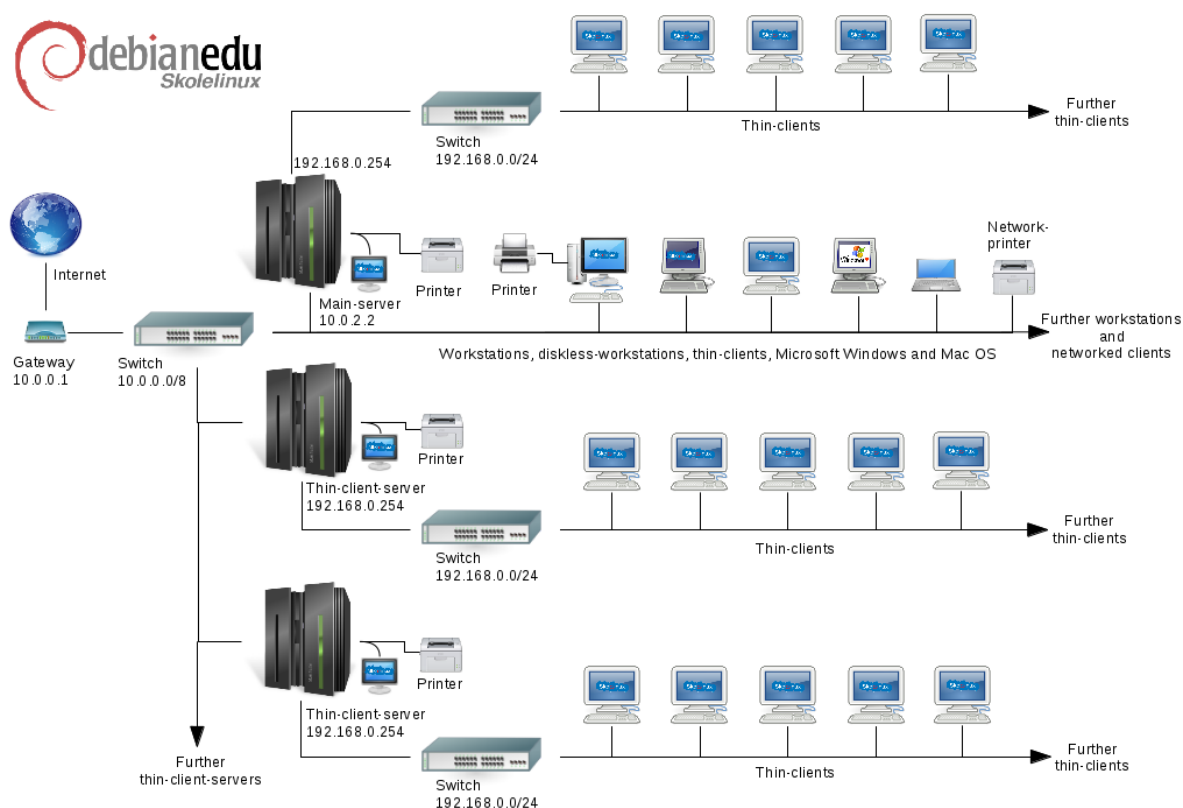 debianedu
Skolelinux
Further
thin-clients
Thin-clients
Switch
192.168.0.0/24
192.168.0.254
Internet
Printer
Printer
Network-
printer
Main-server
10.0.2.2
Gateway
10.0.0.1
Switch
10.0.0.0/8
Workstations, diskless-workstations, thin-clients, Microsoft Windows and Mac OS
Further workstations
and
networked clients
Printer
Thin-client-server
192.168.0.254
Switch
192.168.0.0/24
Thin-clients
Further
thin-clients
Printer
Thin-client-server
192.168.0.254
Switch
192.168.0.0/24
Thin-clients
Further
thin-clients
Further
thin-client-servers